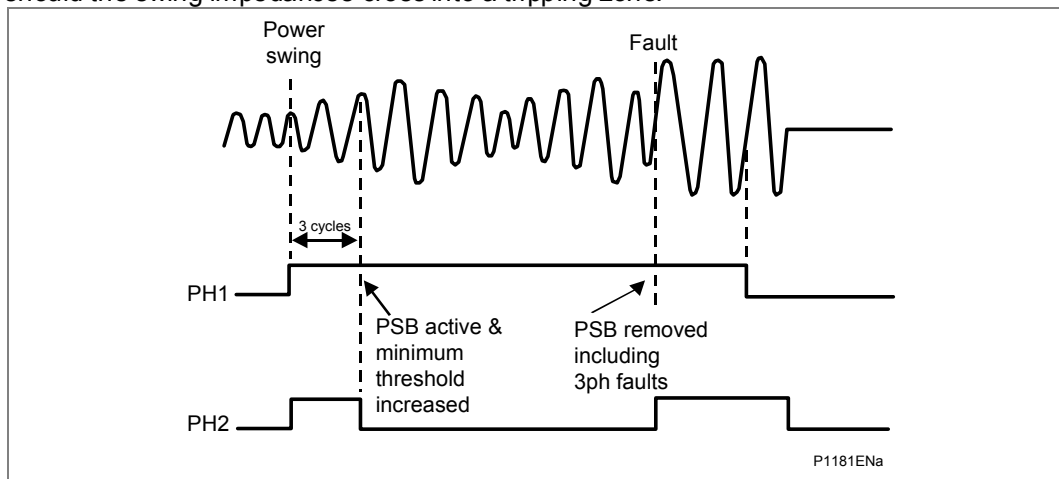 should the swing impedances cross into a tripping zone.
Power
swing
Fault
3 cycles
PH1
PSB active &
minimum
threshold
increased
PSB removed
including
3ph faults
PH2
P1181ENa